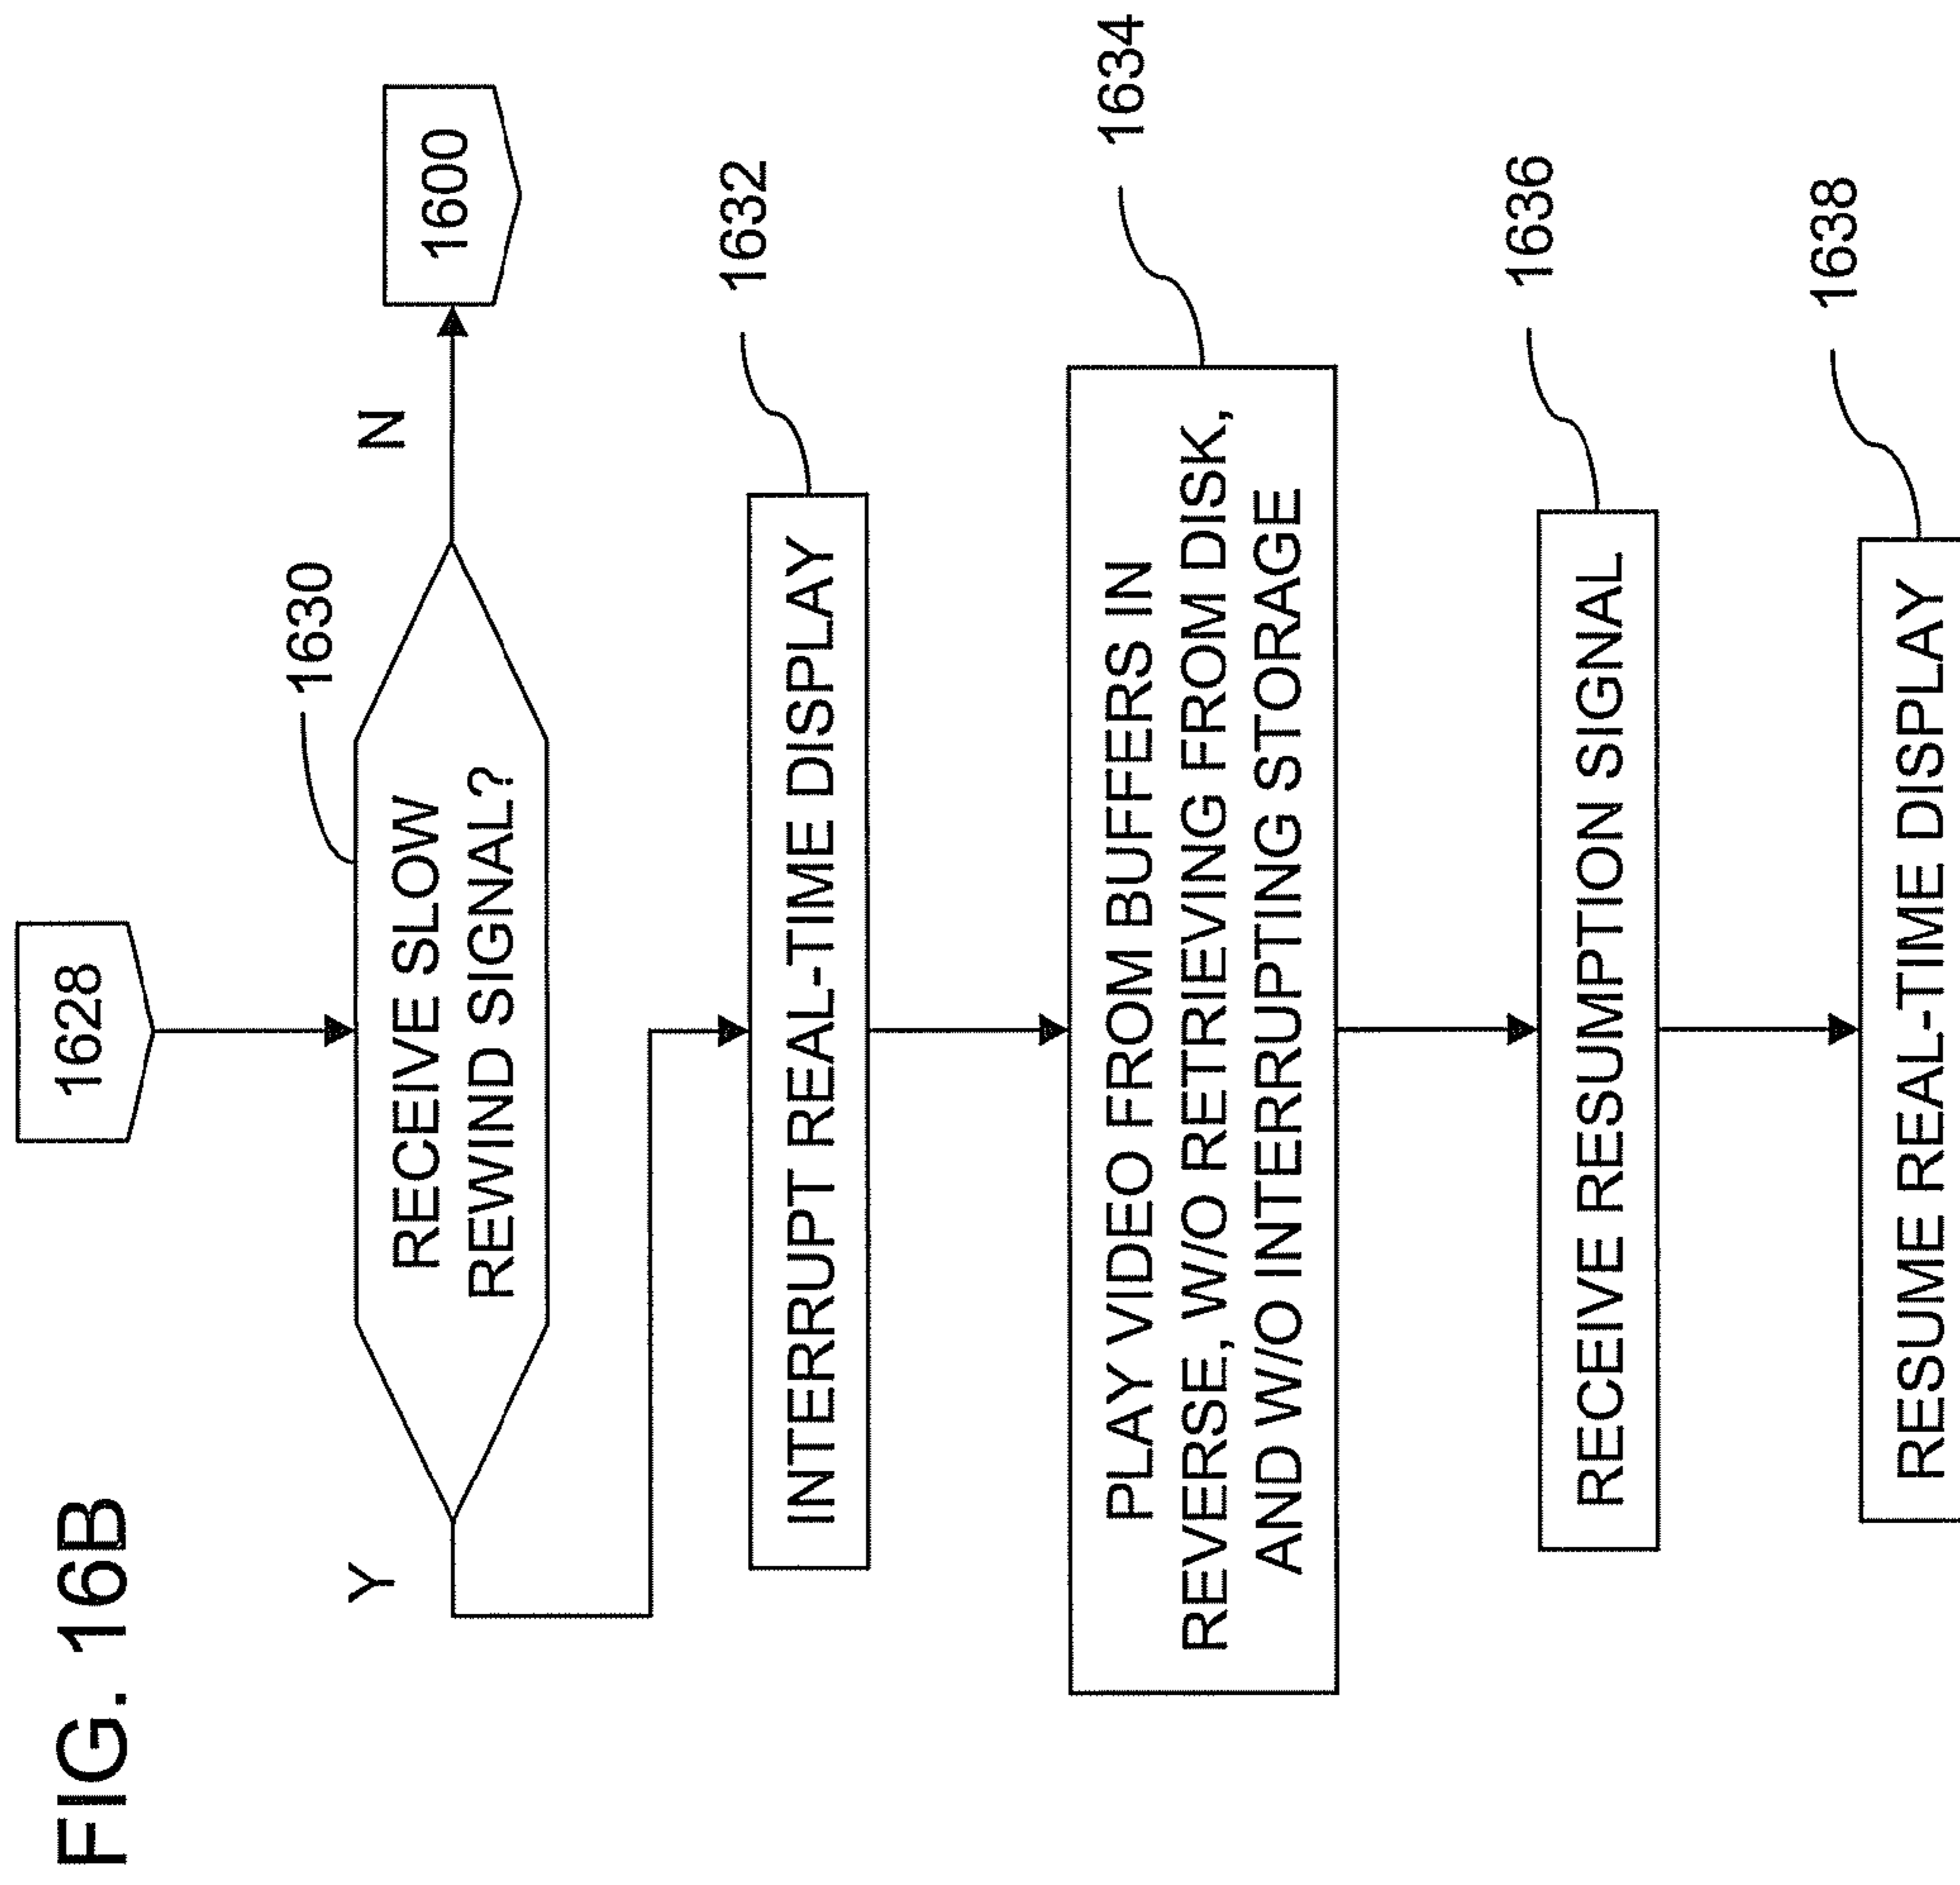 FIG. 16B
1628
1630
RECEIVE SLOW
REWIND SIGNAL?
Y
N
1600
1632
INTERRUPT REAL-TIME DISPLAY
1634
PLAY VIDEO FROM BUFFERS IN
REVERSE, W/O RETRIEVING FROM DISK,
AND W/O INTERRUPTING STORAGE
1636
RECEIVE RESUMPTION SIGNAL
1638
RESUME REAL-TIME DISPLAY